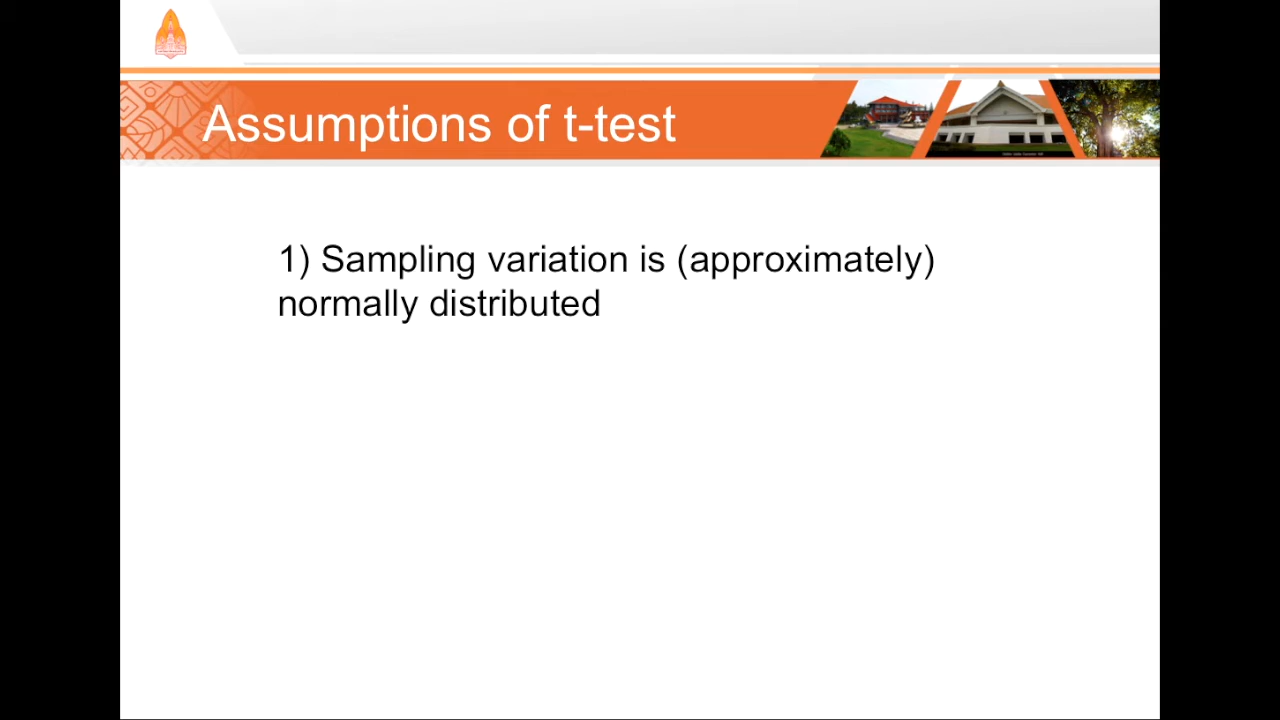 Assumptions of t-test
1) Sampling variation is (approximately)
normally distributed